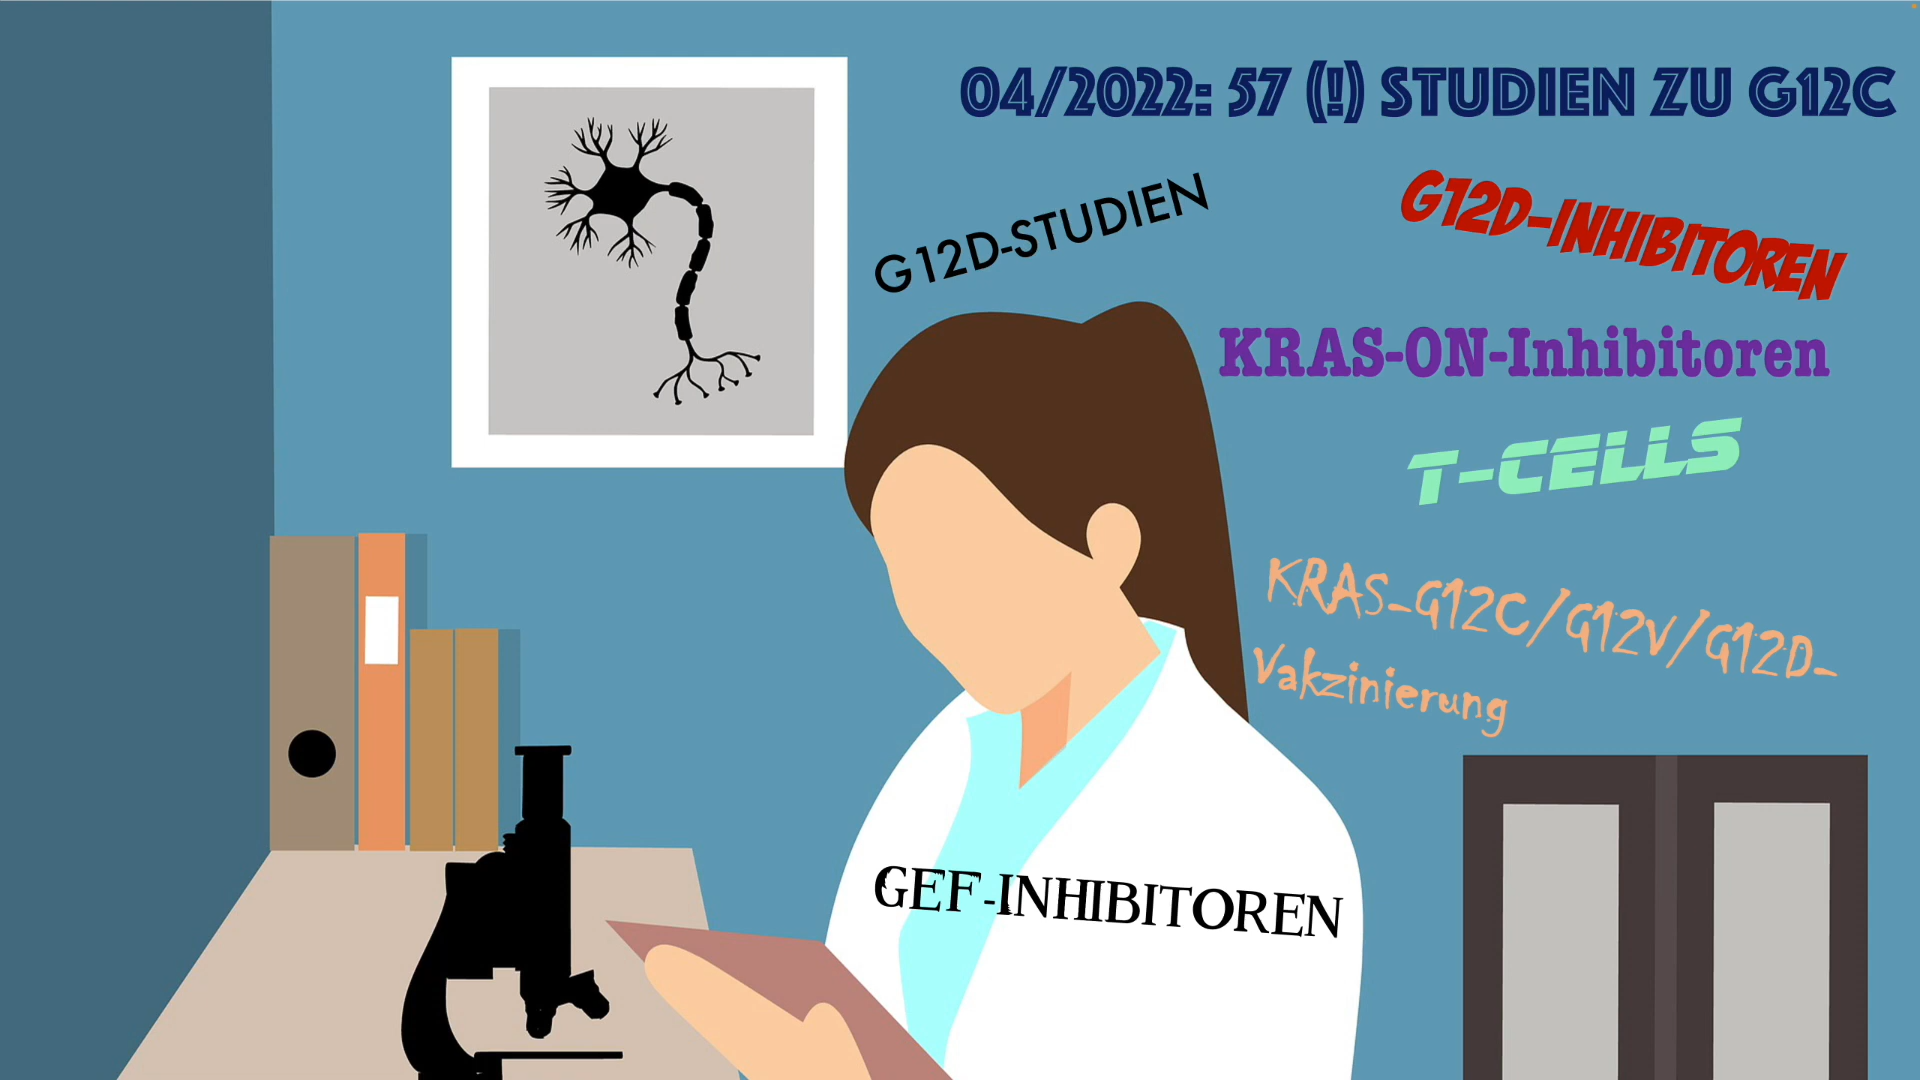 04/2022: 57 (!) STUDIEN ZU G12C
G12D-STUDIEN
G12D-INHIBITOREN
KRAS-ON-Inhibitoren
T-CELLS
KRAS-G12C/G12V/G12D-
Vakzinierung
GEF-INHIBITOREN